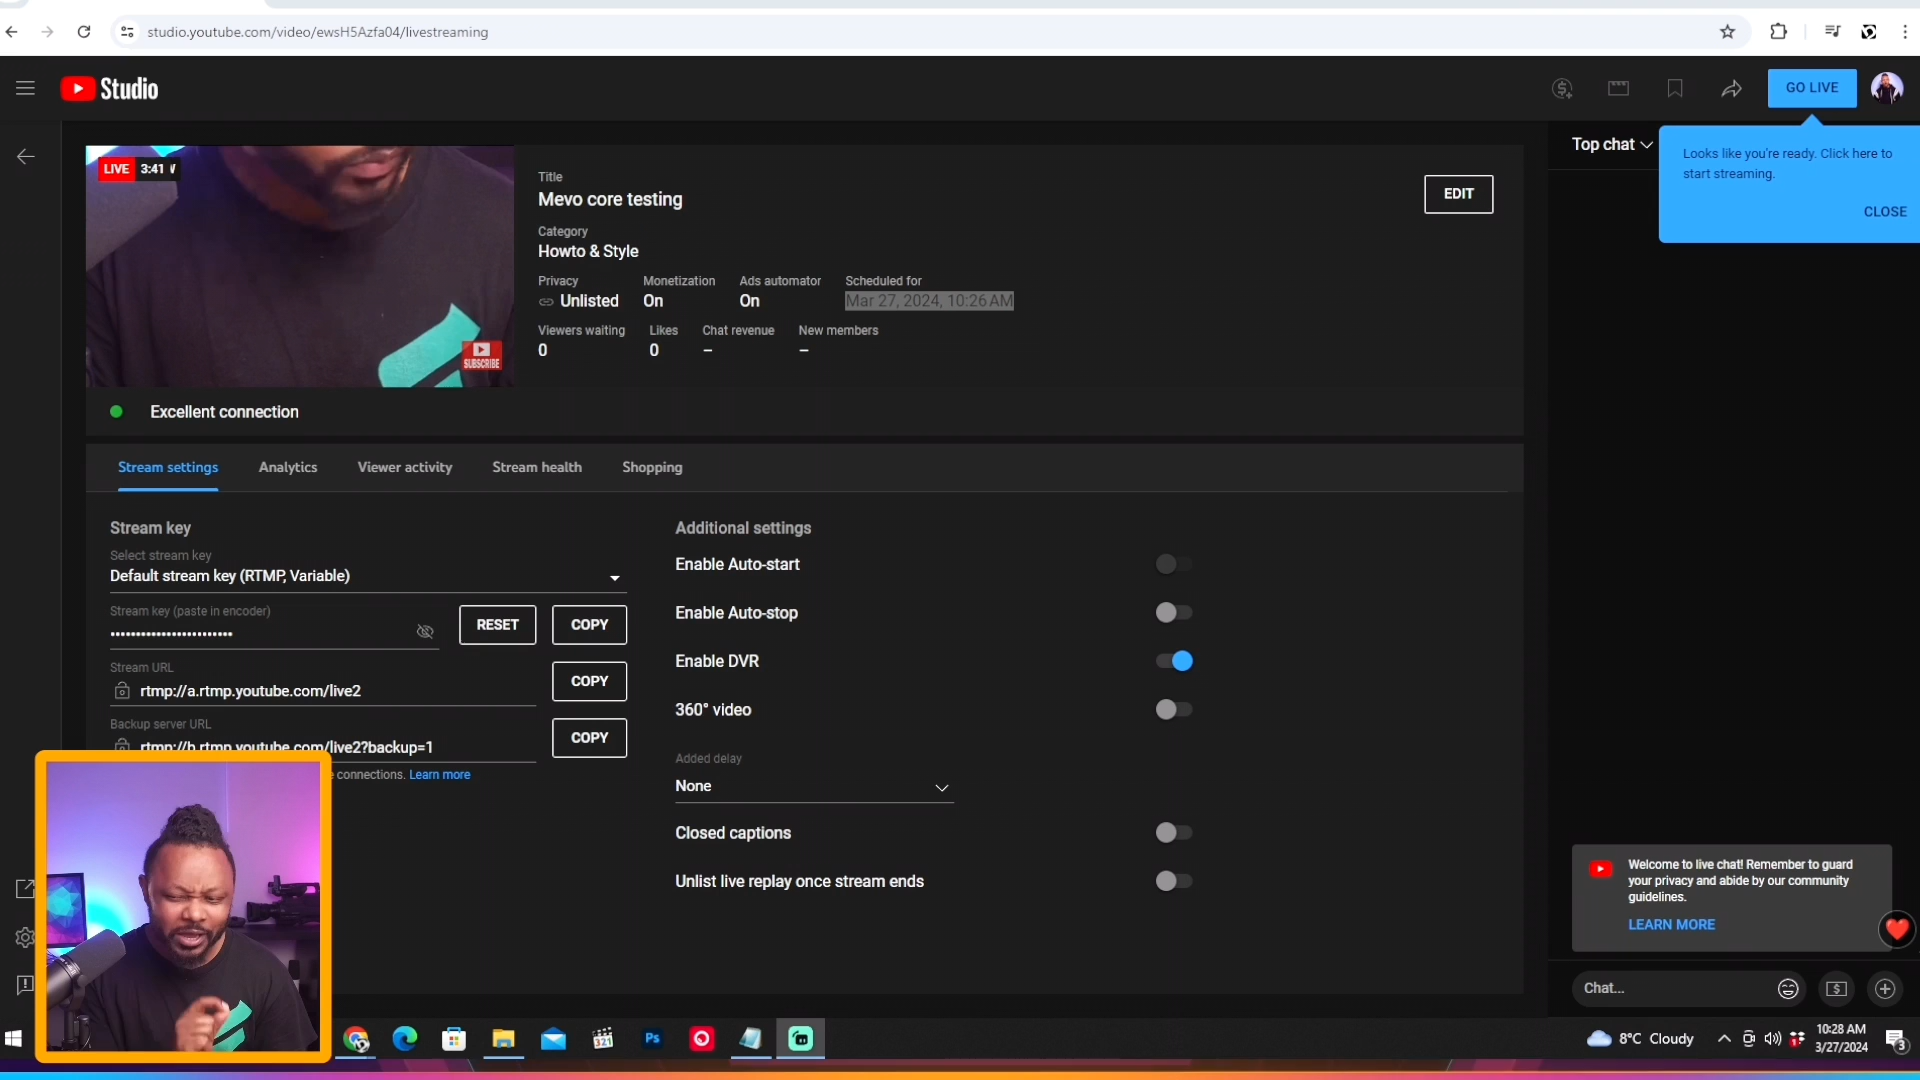 studio.youtube.com/video/ewsH5Azfa04/livestreaming
Studio
GO LIVE
Looks like you're ready. Click here to
start streaming.
CLOSE
Top chat
LIVE 3:41
SUBSCRIBE
Title
Mevo core testing
EDIT
Category
Howto & Style
Privacy Monetization Ads automator Scheduled for
Unlisted On On Mar 27, 2024, 10:26 AM
Viewers waiting Likes Chat revenue New members
0 0 – –
Excellent connection
Stream settings Analytics Viewer activity Stream health Shopping
Stream key
Select stream key
Default stream key (RTMP, Variable)
Stream key (paste in encoder)
••••••••••••••••••••••••
RESET COPY
Stream URL
rtmp://a.rtmp.youtube.com/live2
COPY
Backup server URL
rtmp://b.rtmp.youtube.com/live2?backup=1
COPY
connections. Learn more
Additional settings
Enable Auto-start
Enable Auto-stop
Enable DVR
360° video
Added delay
None
Closed captions
Unlist live replay once stream ends
Welcome to live chat! Remember to guard
your privacy and abide by our community
guidelines.
LEARN MORE
Chat...
321
Ps
8°C Cloudy
10:28 AM
3/27/2024
3